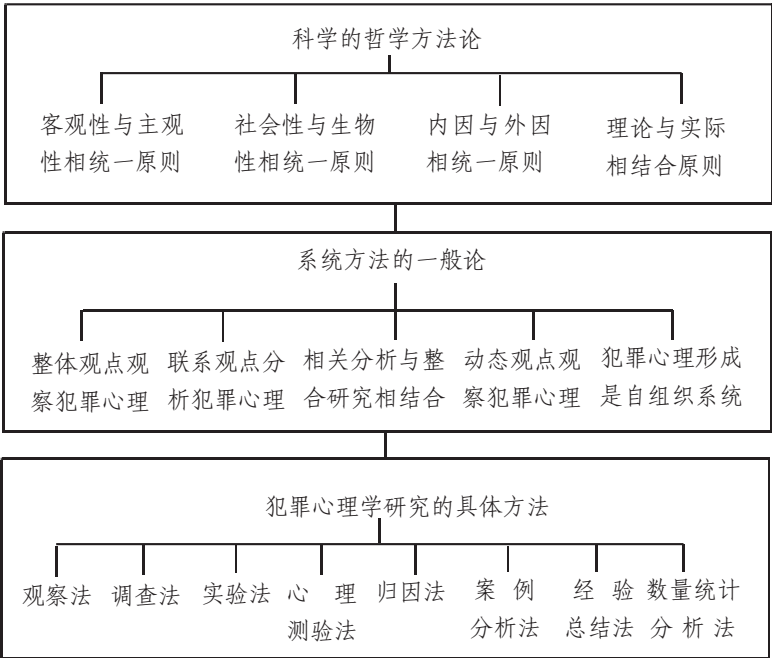 科学的哲学方法论
客观性与主观 社会性与生物 内因与外因 理论与实际
性相统一原则 性相统一原则 相统一原则 相结合原则
系统方法的一般论
整体观点观 联系观点分 相关分析与整 动态观点观 犯罪心理形成
察犯罪心理 析犯罪心理 合研究相结合 察犯罪心理 是自组织系统
犯罪心理学研究的具体方法
观察法 调查法 实验法 心理 归因法 案例 经验 数量统计
测验法 分析法 总结法 分析法